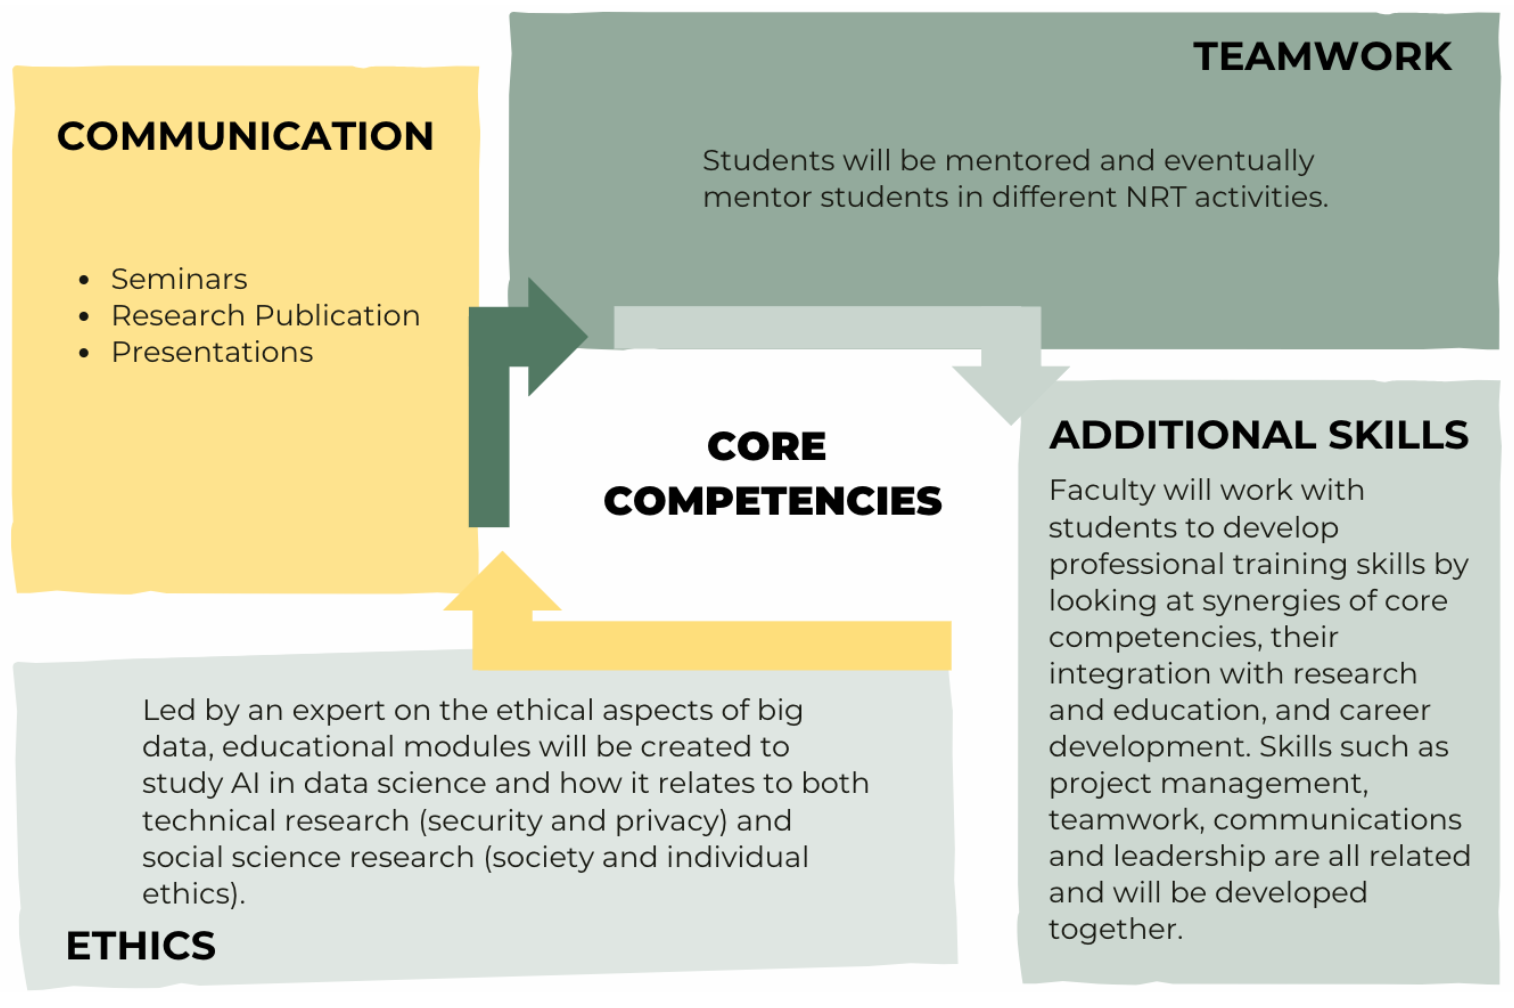 COMMUNICATION
• Seminars
• Research Publication
• Presentations
TEAMWORK
Students will be mentored and eventually
mentor students in different NRT activities.
CORE
COMPETENCIES
ADDITIONAL SKILLS
Faculty will work with
students to develop
professional training skills by
looking at synergies of core
competencies, their
integration with research
and education, and career
development. Skills such as
project management,
teamwork, communications
and leadership are all related
and will be developed
together.
Led by an expert on the ethical aspects of big
data, educational modules will be created to
study AI in data science and how it relates to both
technical research (security and privacy) and
social science research (society and individual
ethics).
ETHICS